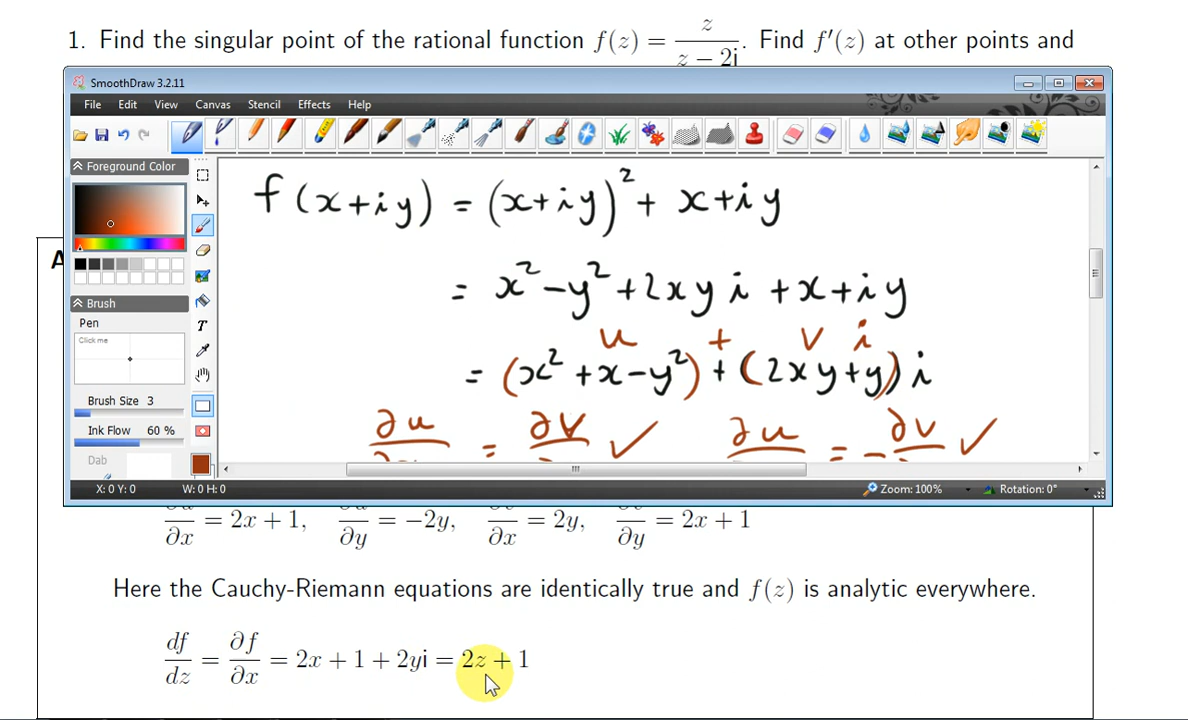 1. Find the singular point of the rational function f(z) = z / (z − 2i). Find f′(z) at other points and
SmoothDraw 3.2.11
File Edit View Canvas Stencil Effects Help
Foreground Color
f(x+iy) = (x+iy)² + x+iy
= x² − y² + 2xyi + x + iy
u + v i
= (x² + x − y²) + (2xy + y) i
Brush
Pen
Click me
Brush Size 3
Ink Flow 60 %
Dab
∂u = ∂v ✓ ∂u = − ∂v ✓
X: 0 Y: 0 W: 0 H: 0 Zoom: 100% Rotation: 0°
A
∂x = 2x + 1, ∂y = −2y, ∂x = 2y, ∂y = 2x + 1
Here the Cauchy-Riemann equations are identically true and f(z) is analytic everywhere.
df/dz = ∂f/∂x = 2x + 1 + 2yi = 2z + 1